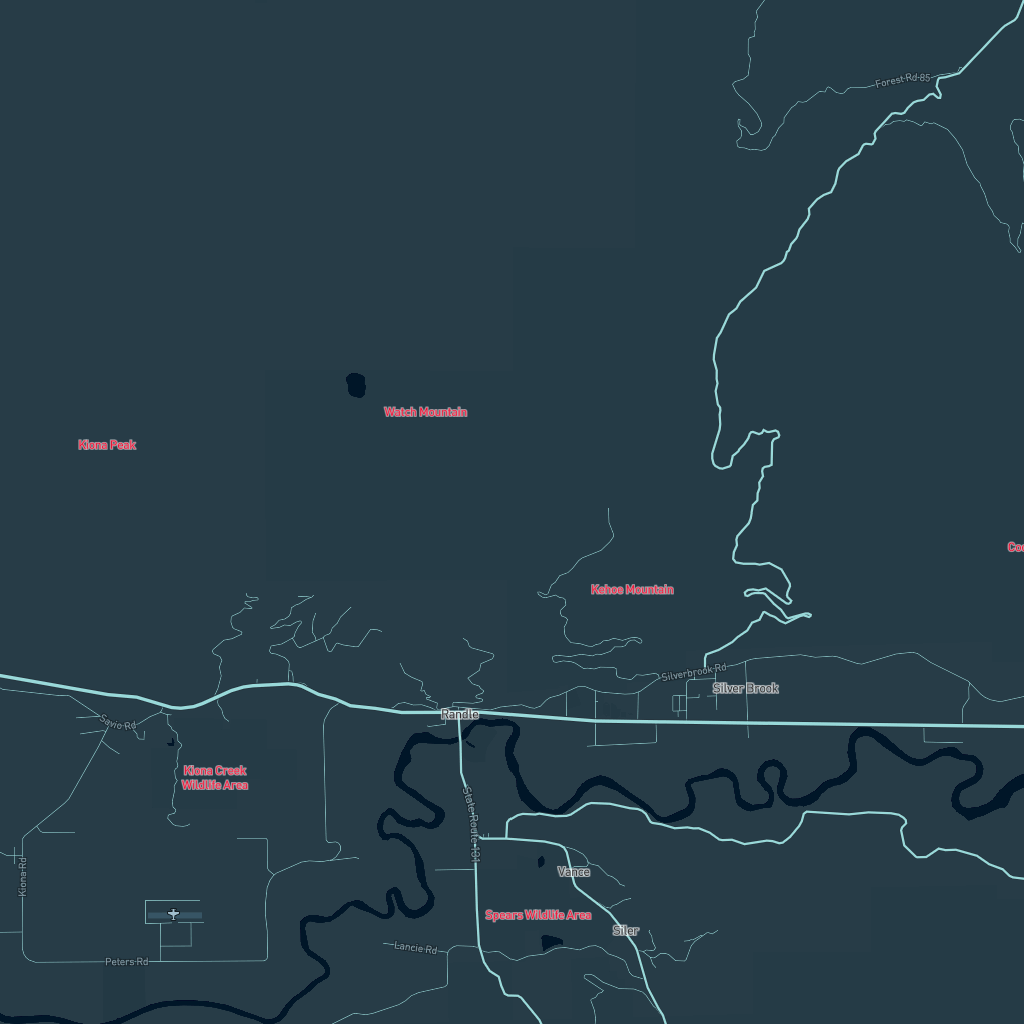 Forest Rd 85
Watch Mountain
Kiona Peak
Kehoe Mountain
Silverbrook Rd
Silver Brook
Randle
Savio Rd
Kiona Creek
Wildlife Area
State Route 131
Kiona Rd
Vance
Spears Wildlife Area
Siler
Lancie Rd
Peters Rd